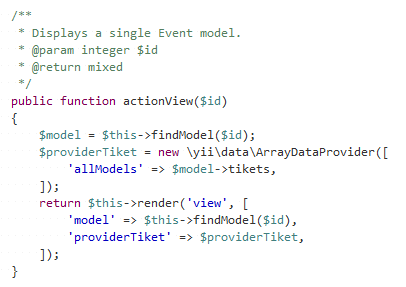 /**
 * Displays a single Event model.
 * @param integer $id
 * @return mixed
 */
public function actionView($id)
{
    $model = $this->findModel($id);
    $providerTiket = new \yii\data\ArrayDataProvider([
        'allModels' => $model->tikets,
    ]);
    return $this->render('view', [
        'model' => $this->findModel($id),
        'providerTiket' => $providerTiket,
    ]);
}